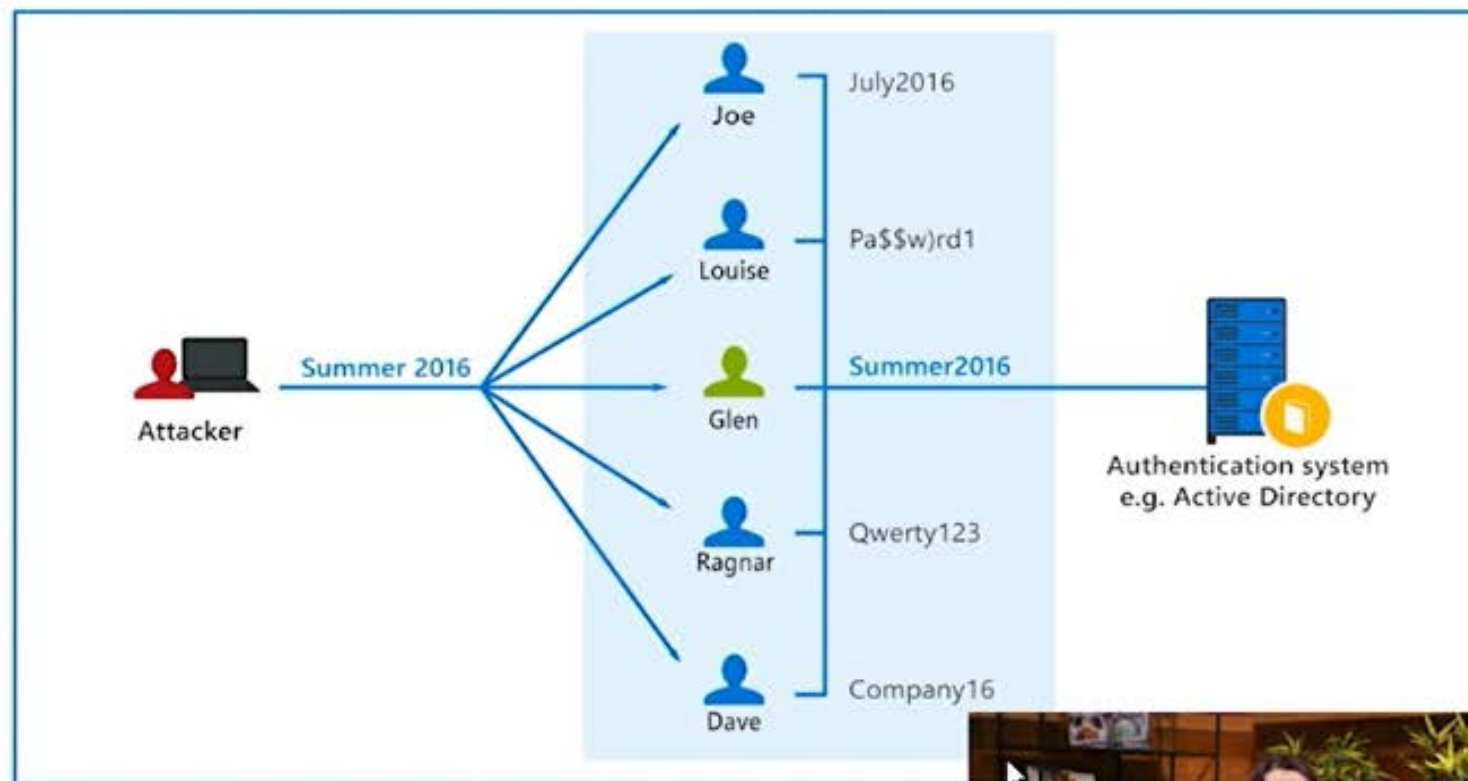 Joe
July2016
Louise
Pa$$w)rd1
Attacker
Summer 2016
Glen
Summer2016
Authentication system
e.g. Active Directory
Ragnar
Qwerty123
Dave
Company16